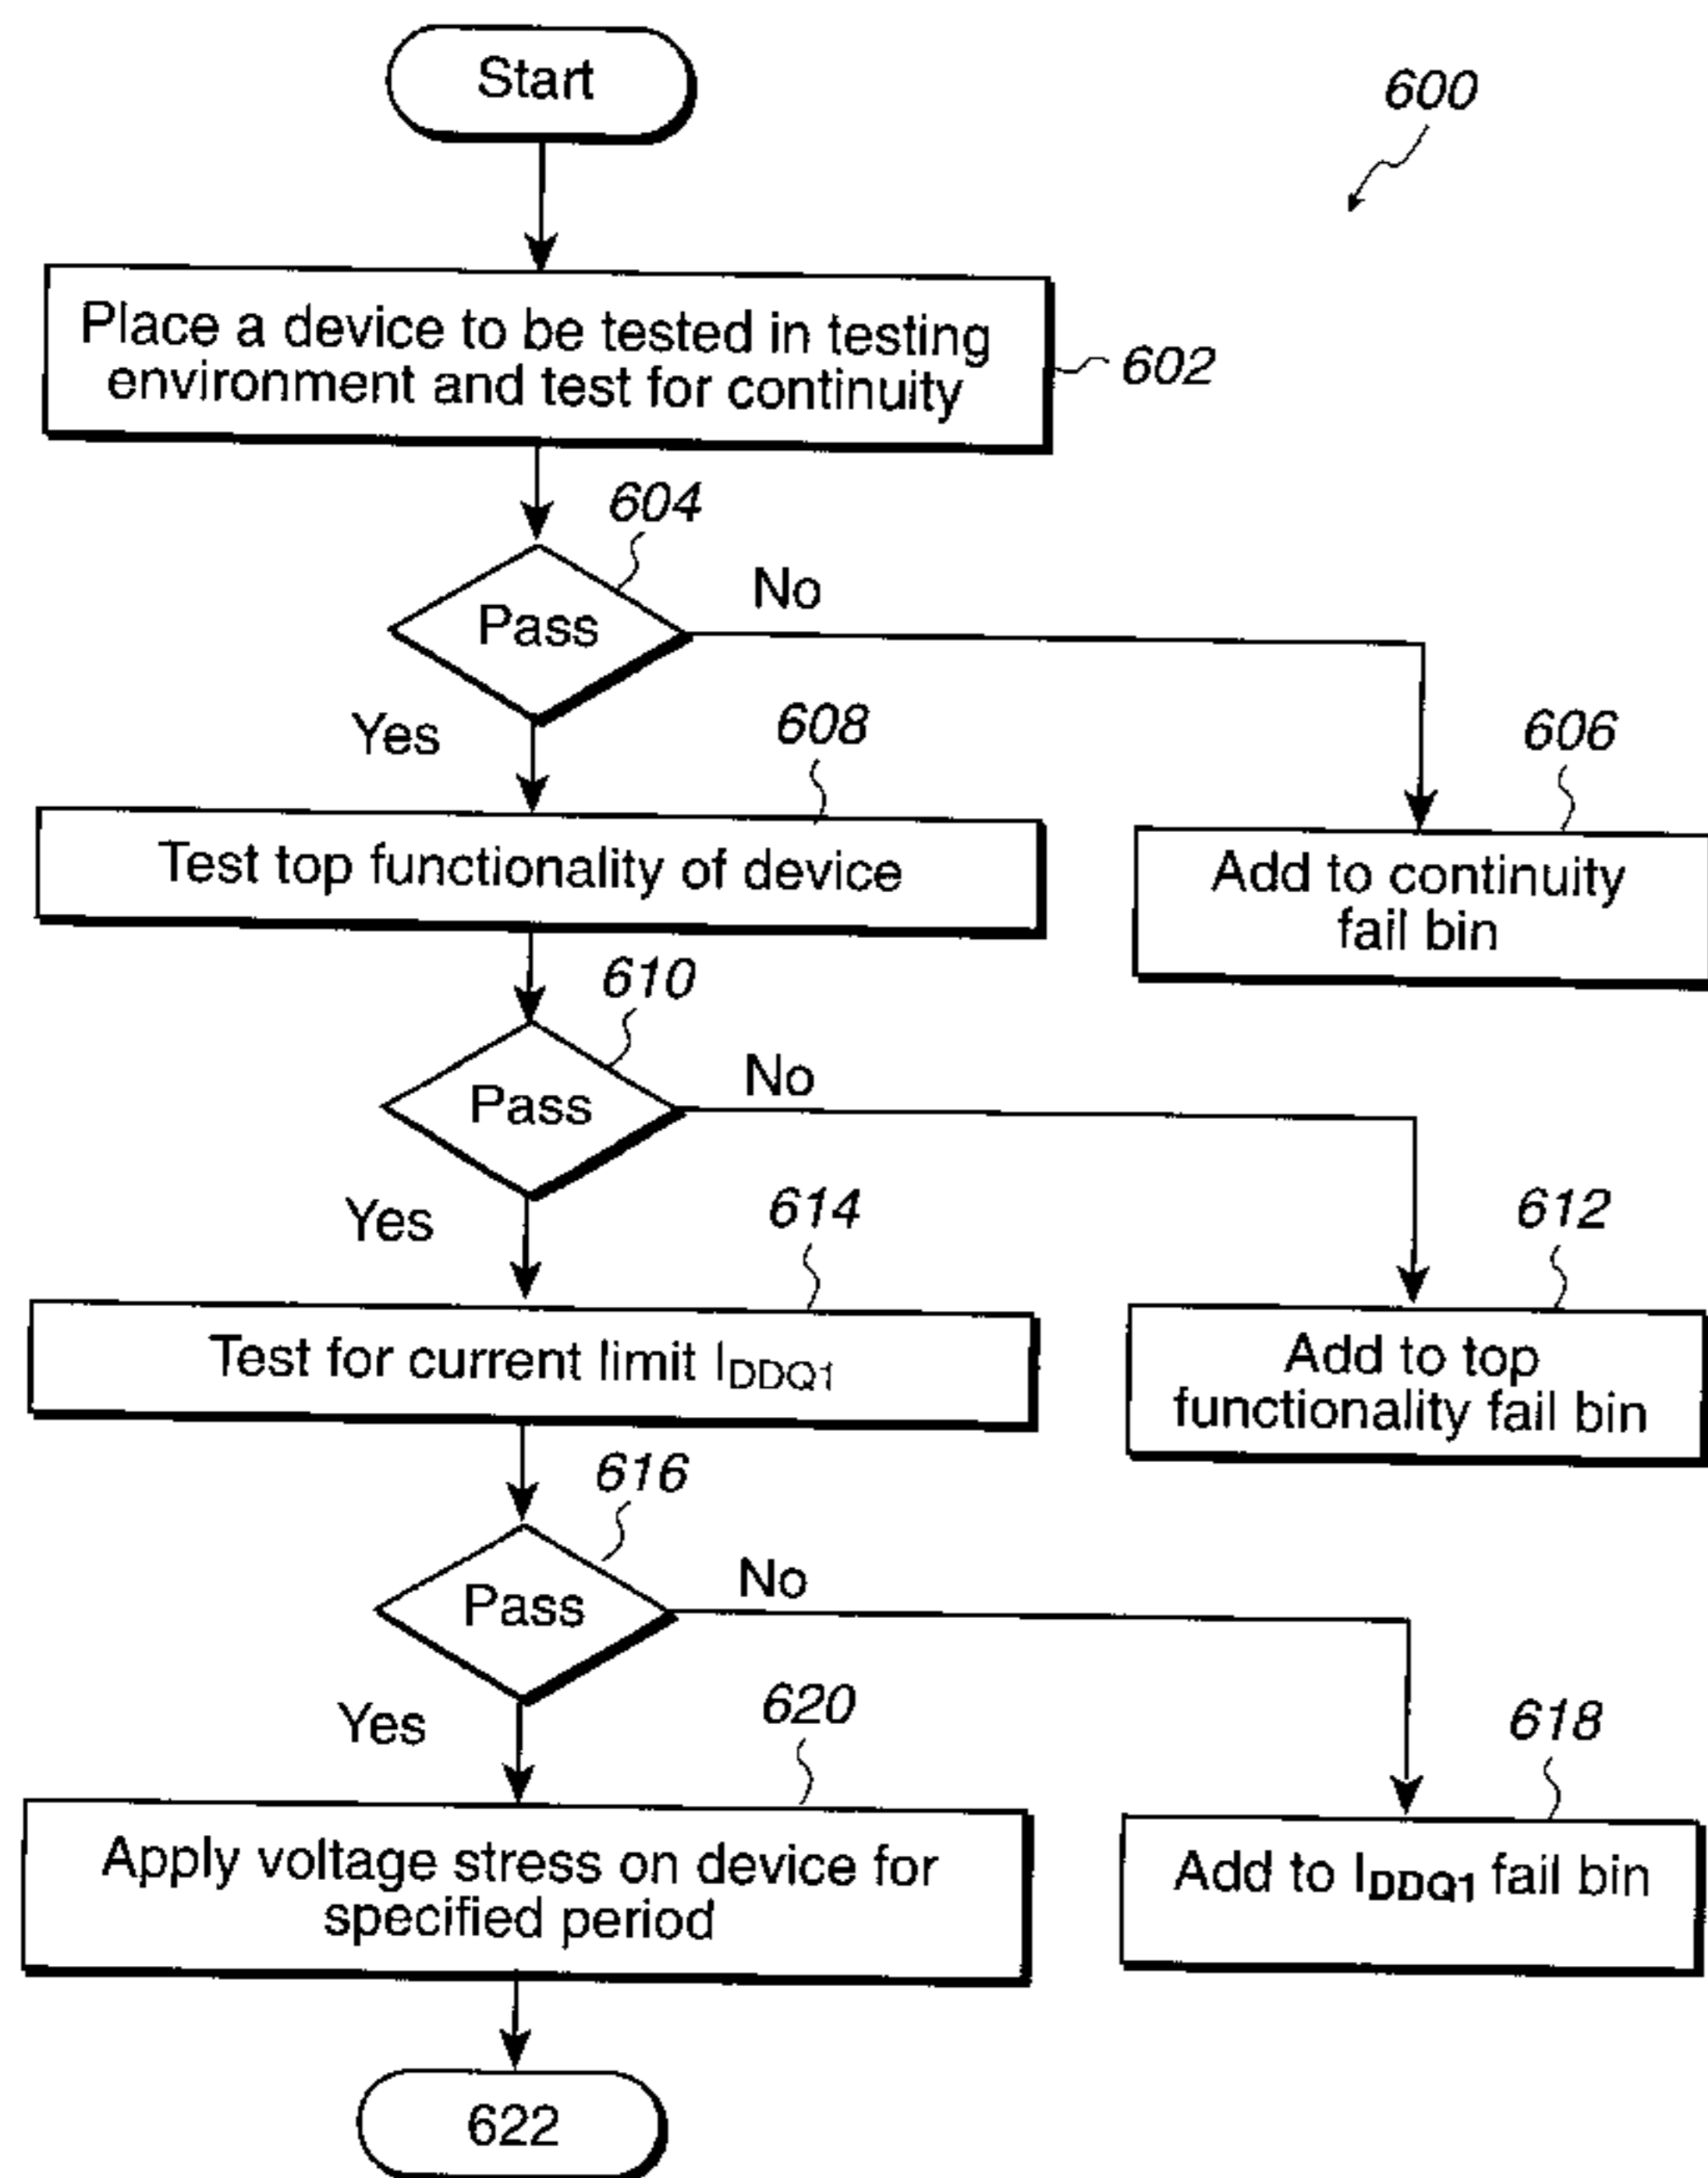 Start
600
Place a device to be tested in testing
environment and test for continuity
602
604
Pass
No
Yes
608
606
Test top functionality of device
Add to continuity
fail bin
610
Pass
No
Yes
614
612
Test for current limit IDDQ1
Add to top
functionality fail bin
616
Pass
No
Yes
620
618
Apply voltage stress on device for
specified period
Add to IDDQ1 fail bin
622